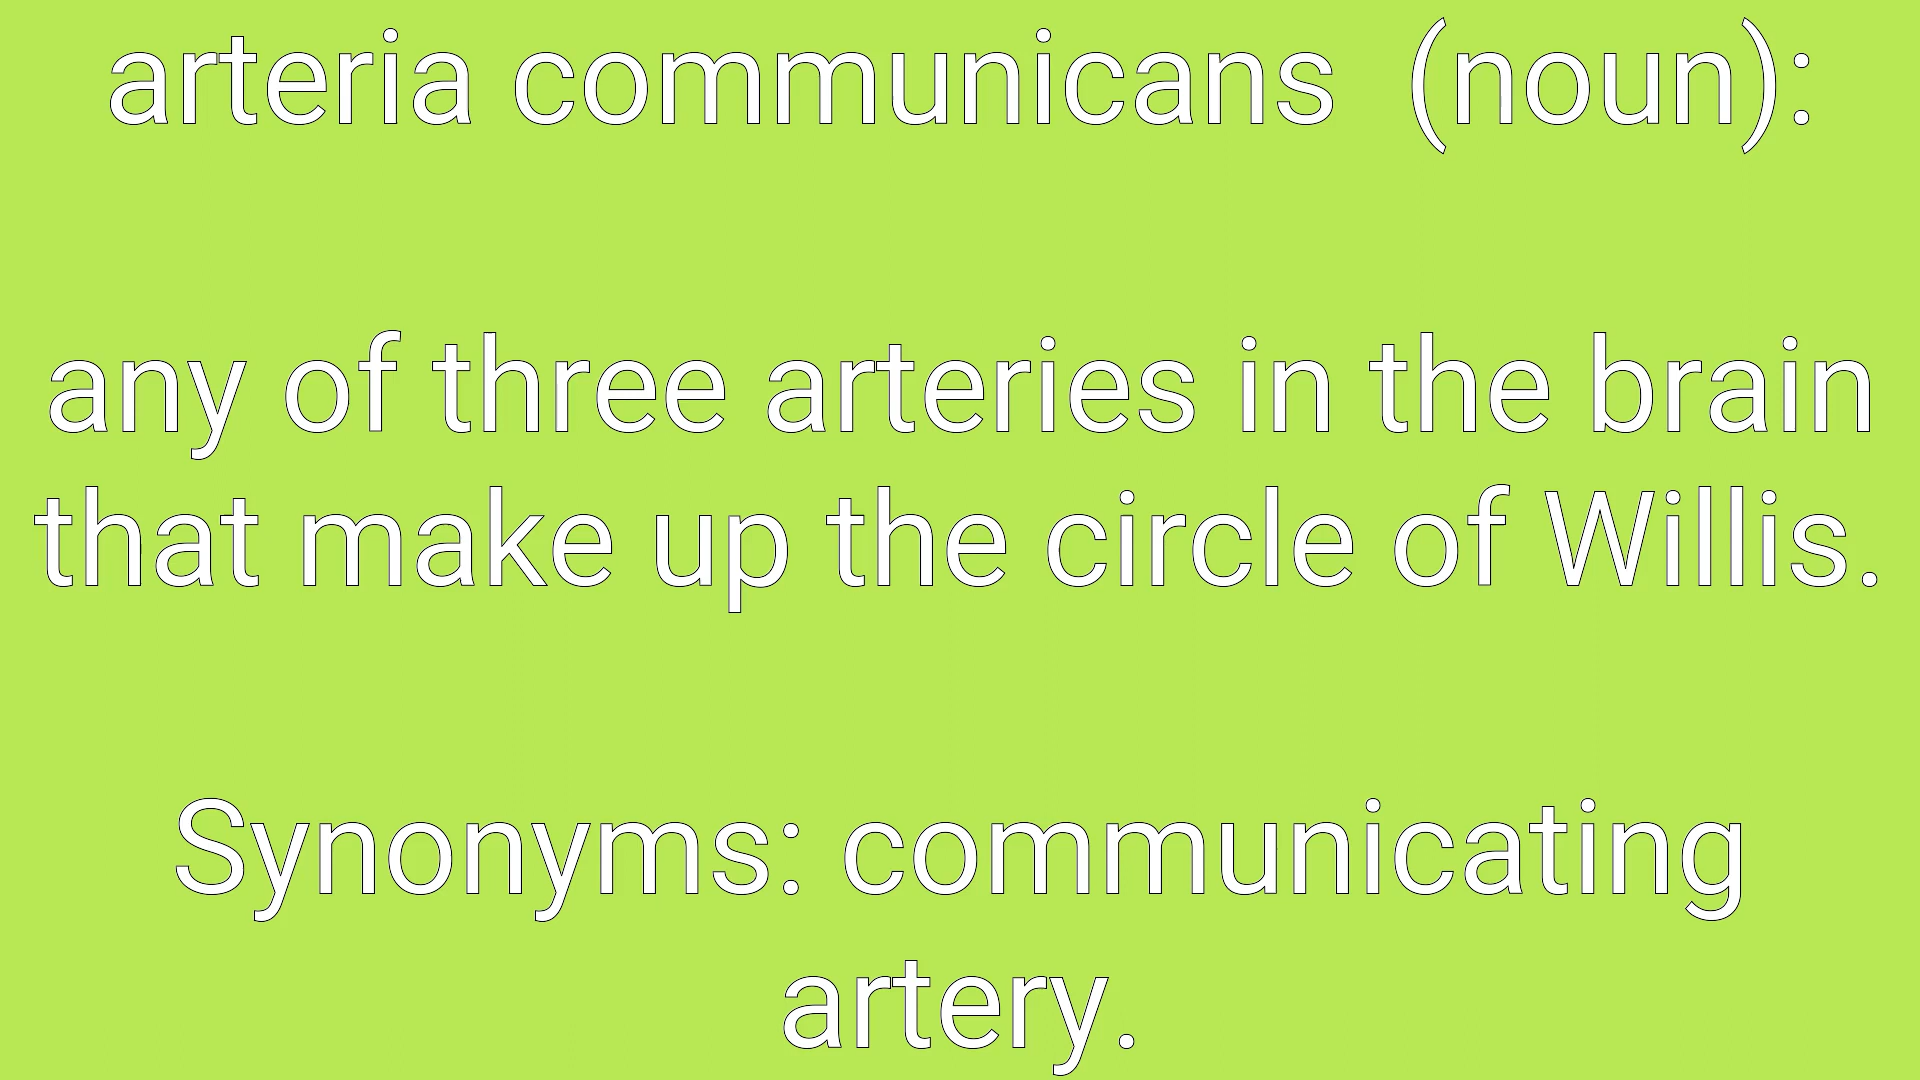 arteria communicans  (noun):
any of three arteries in the brain
that make up the circle of Willis.
Synonyms: communicating
artery.